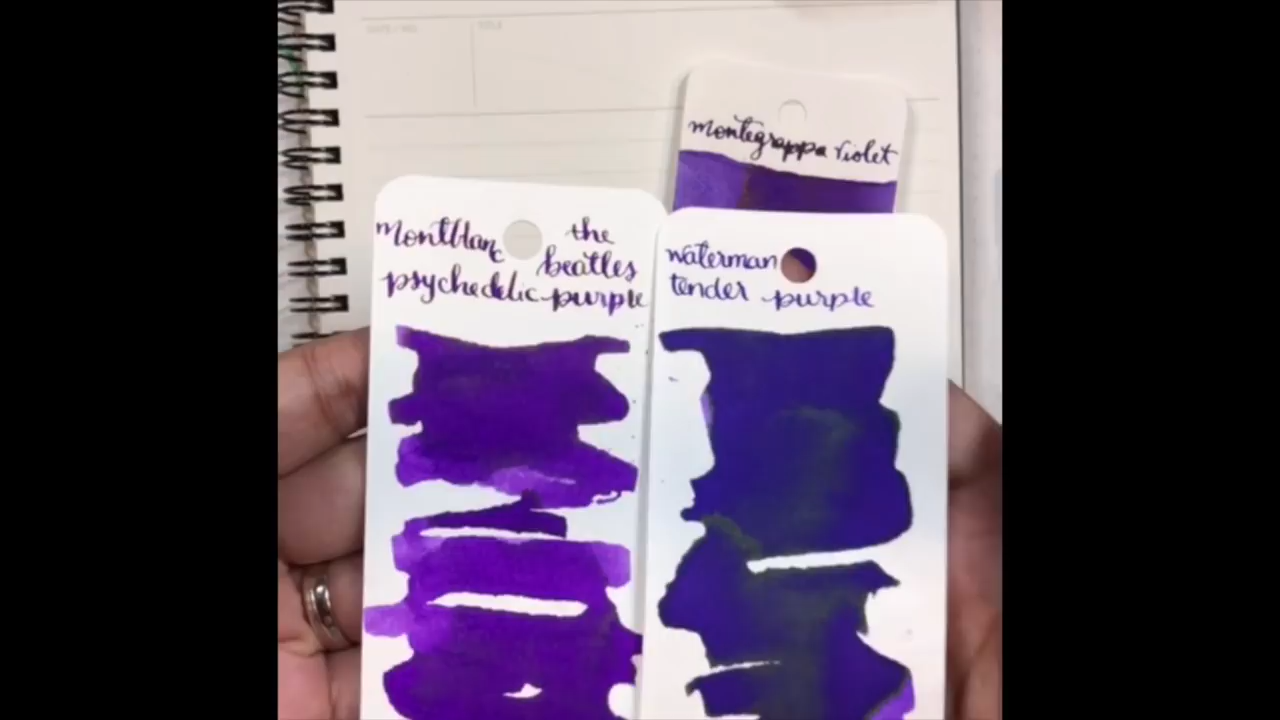 montegrappa violet
montblanc the
beatles
psychedelic purple
waterman
tender purple